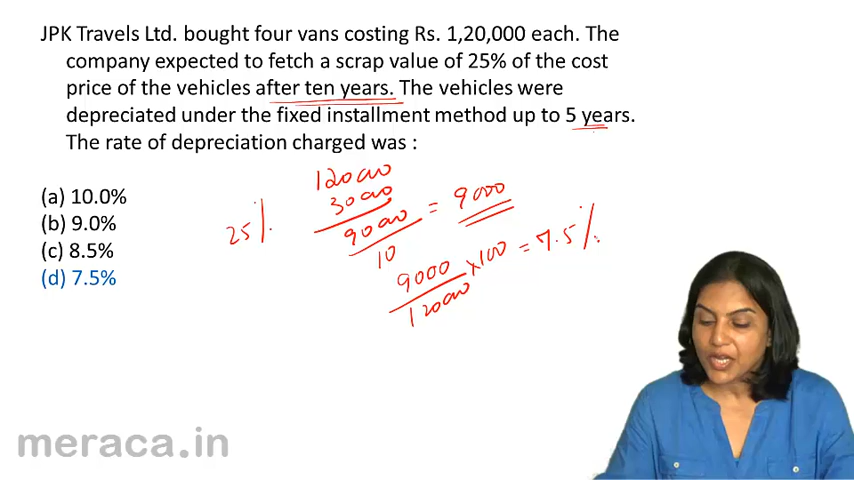 JPK Travels Ltd. bought four vans costing Rs. 1,20,000 each. The
company expected to fetch a scrap value of 25% of the cost
price of the vehicles after ten years. The vehicles were
depreciated under the fixed installment method up to 5 years.
The rate of depreciation charged was :
(a) 10.0%
(b) 9.0%
(c) 8.5%
(d) 7.5%
25%
120000
30000
90000
10
= 9000
9000
120000
×100 = 7.5%
meraca.in